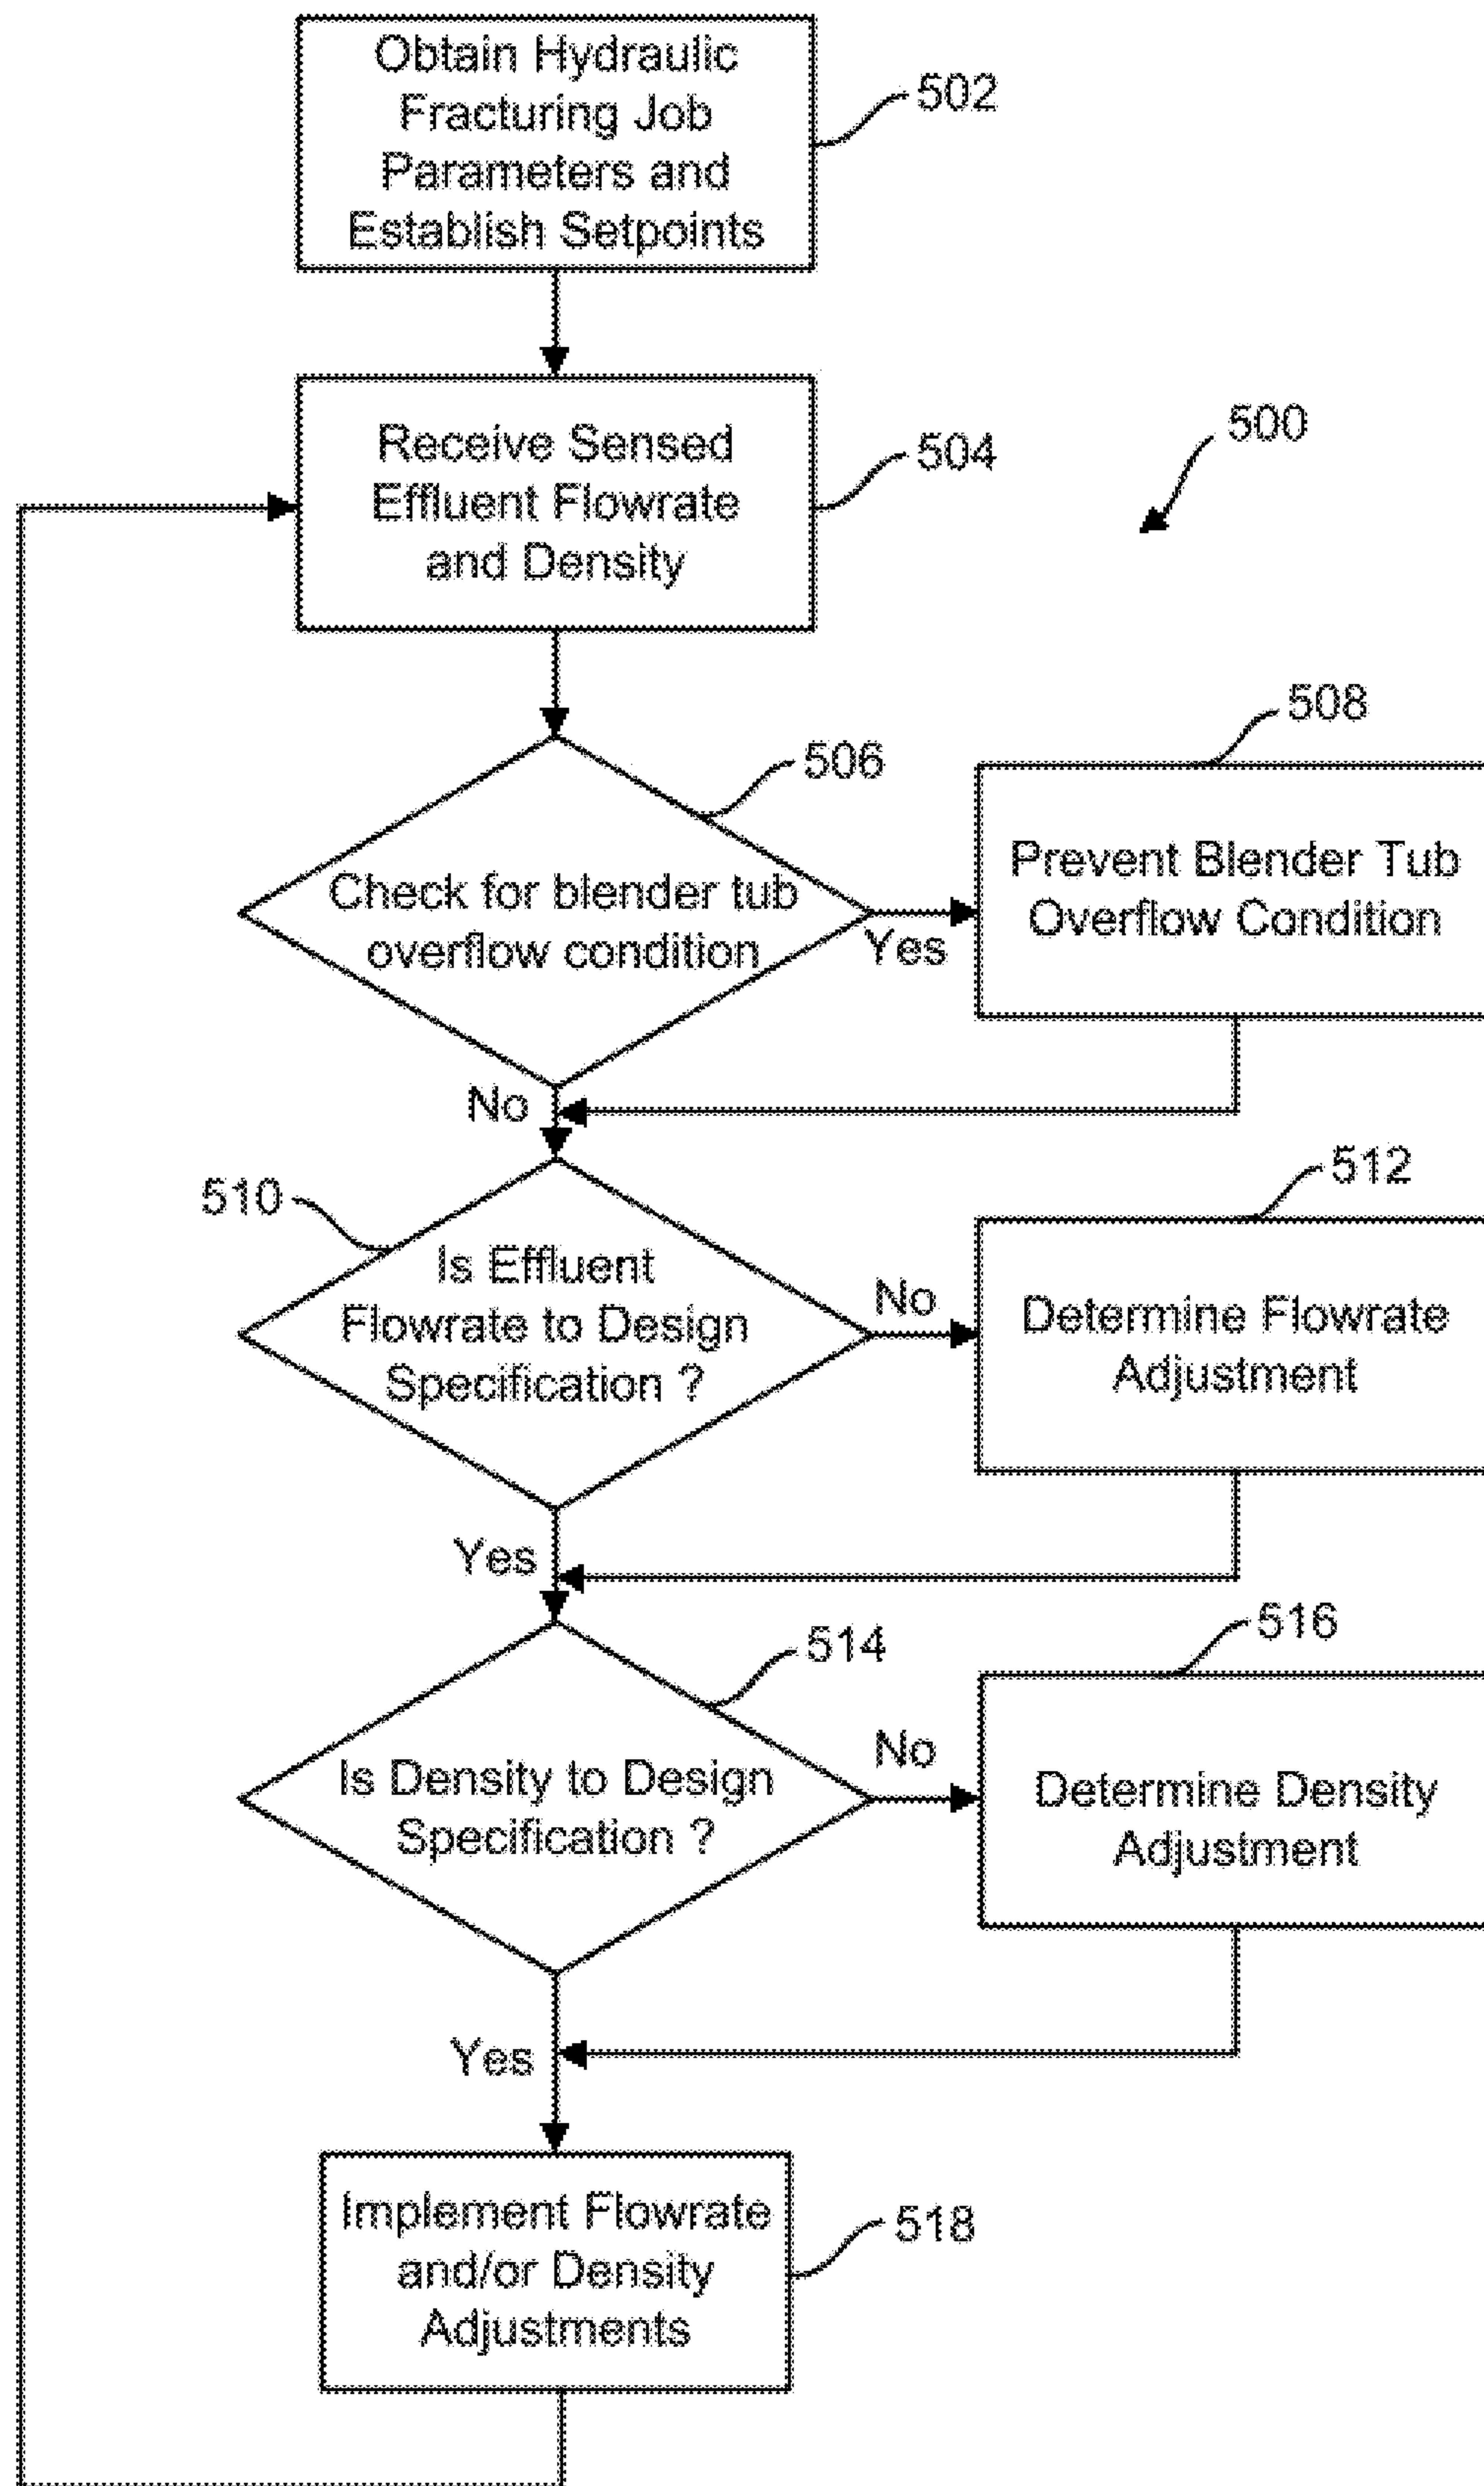 Obtain Hydraulic
Fracturing Job
Parameters and
Establish Setpoints
502
Receive Sensed
Effluent Flowrate
and Density
504
500
506
Check for blender tub
overflow condition
Yes
508
Prevent Blender Tub
Overflow Condition
No
510
Is Effluent
Flowrate to Design
Specification ?
No
512
Determine Flowrate
Adjustment
Yes
514
Is Density to Design
Specification ?
No
516
Determine Density
Adjustment
Yes
Implement Flowrate
and/or Density
Adjustments
518